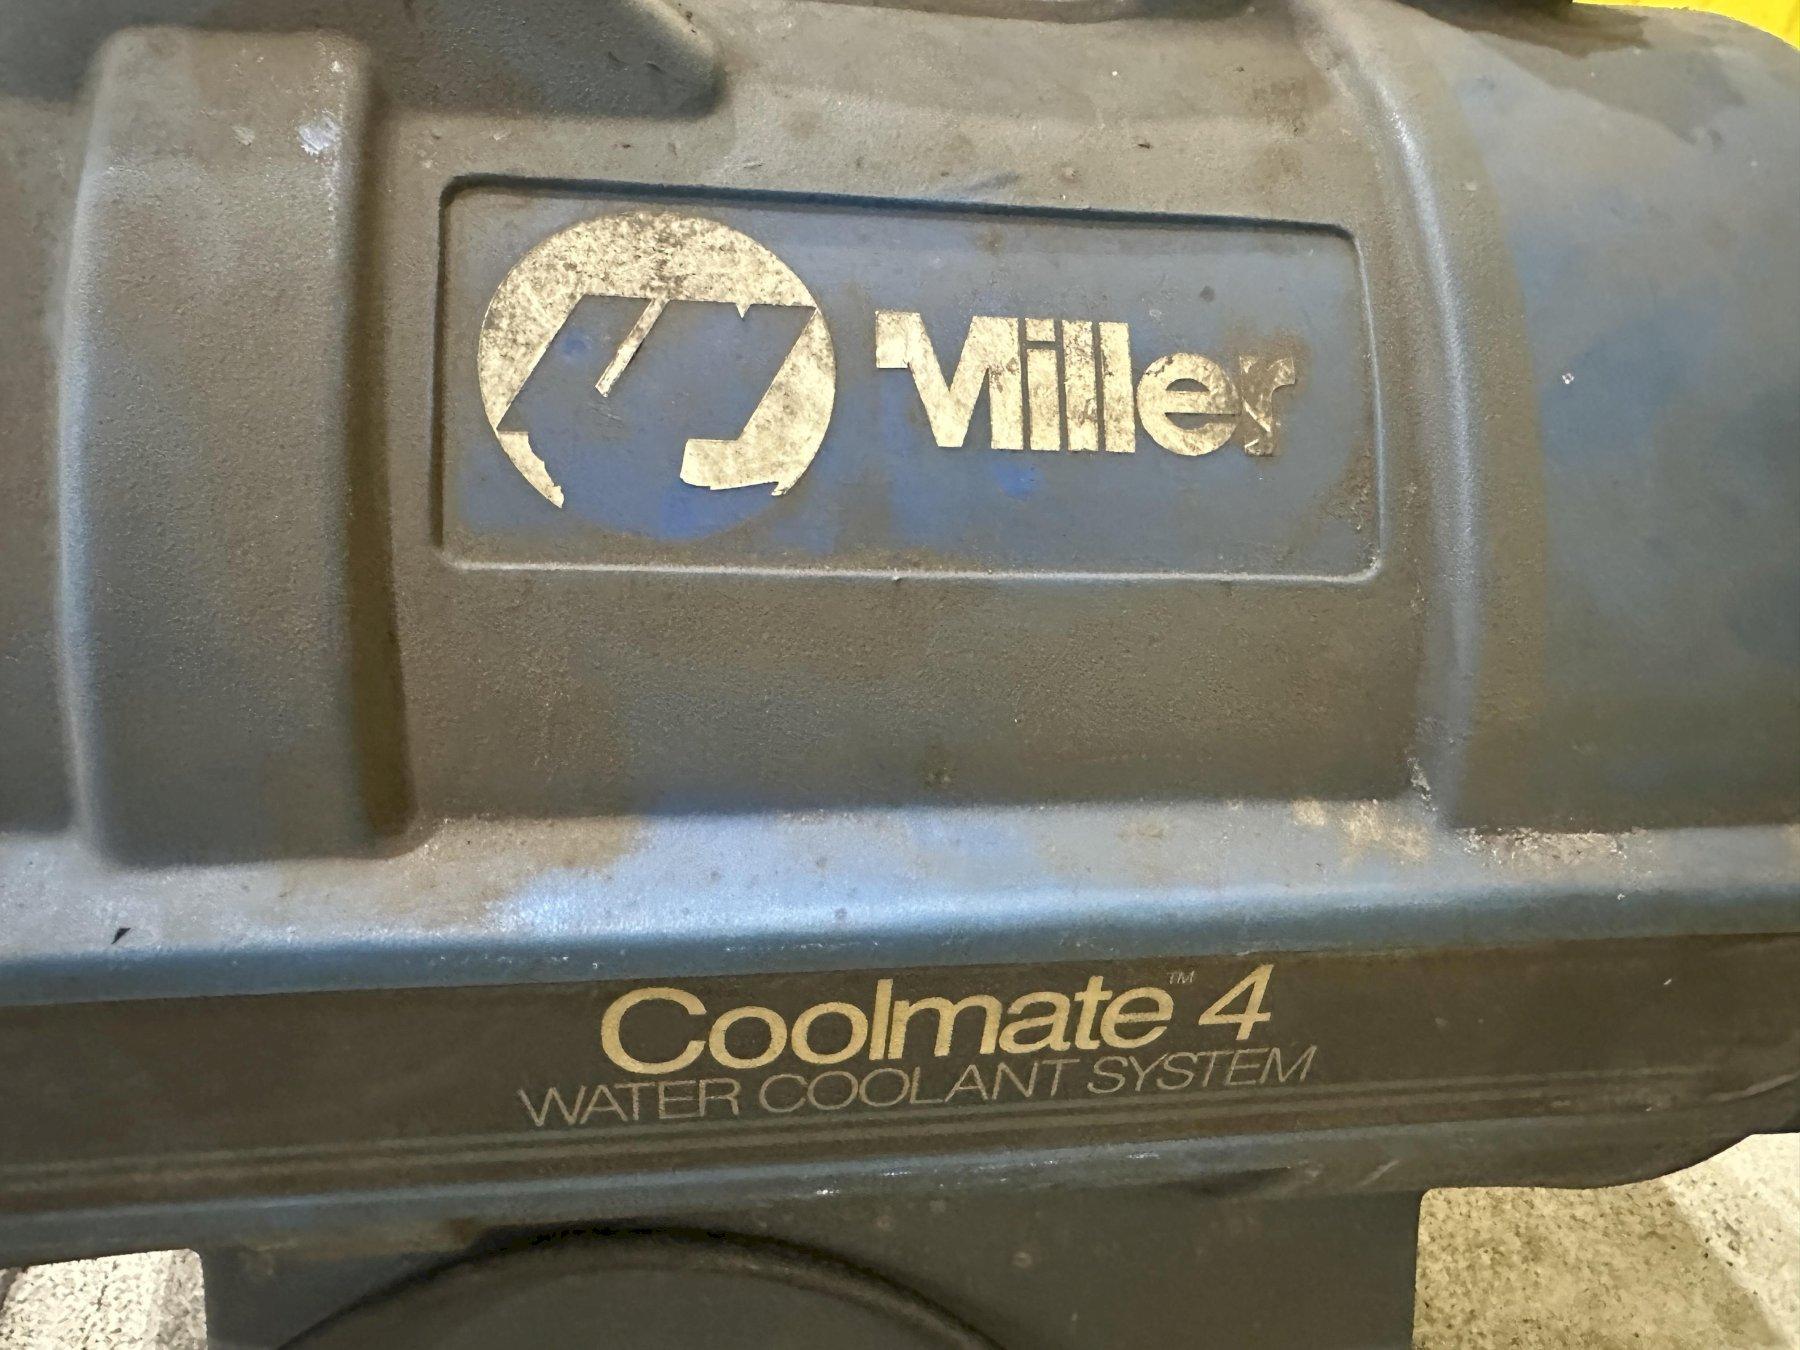 Miller
Coolmate™ 4
WATER COOLANT SYSTEM